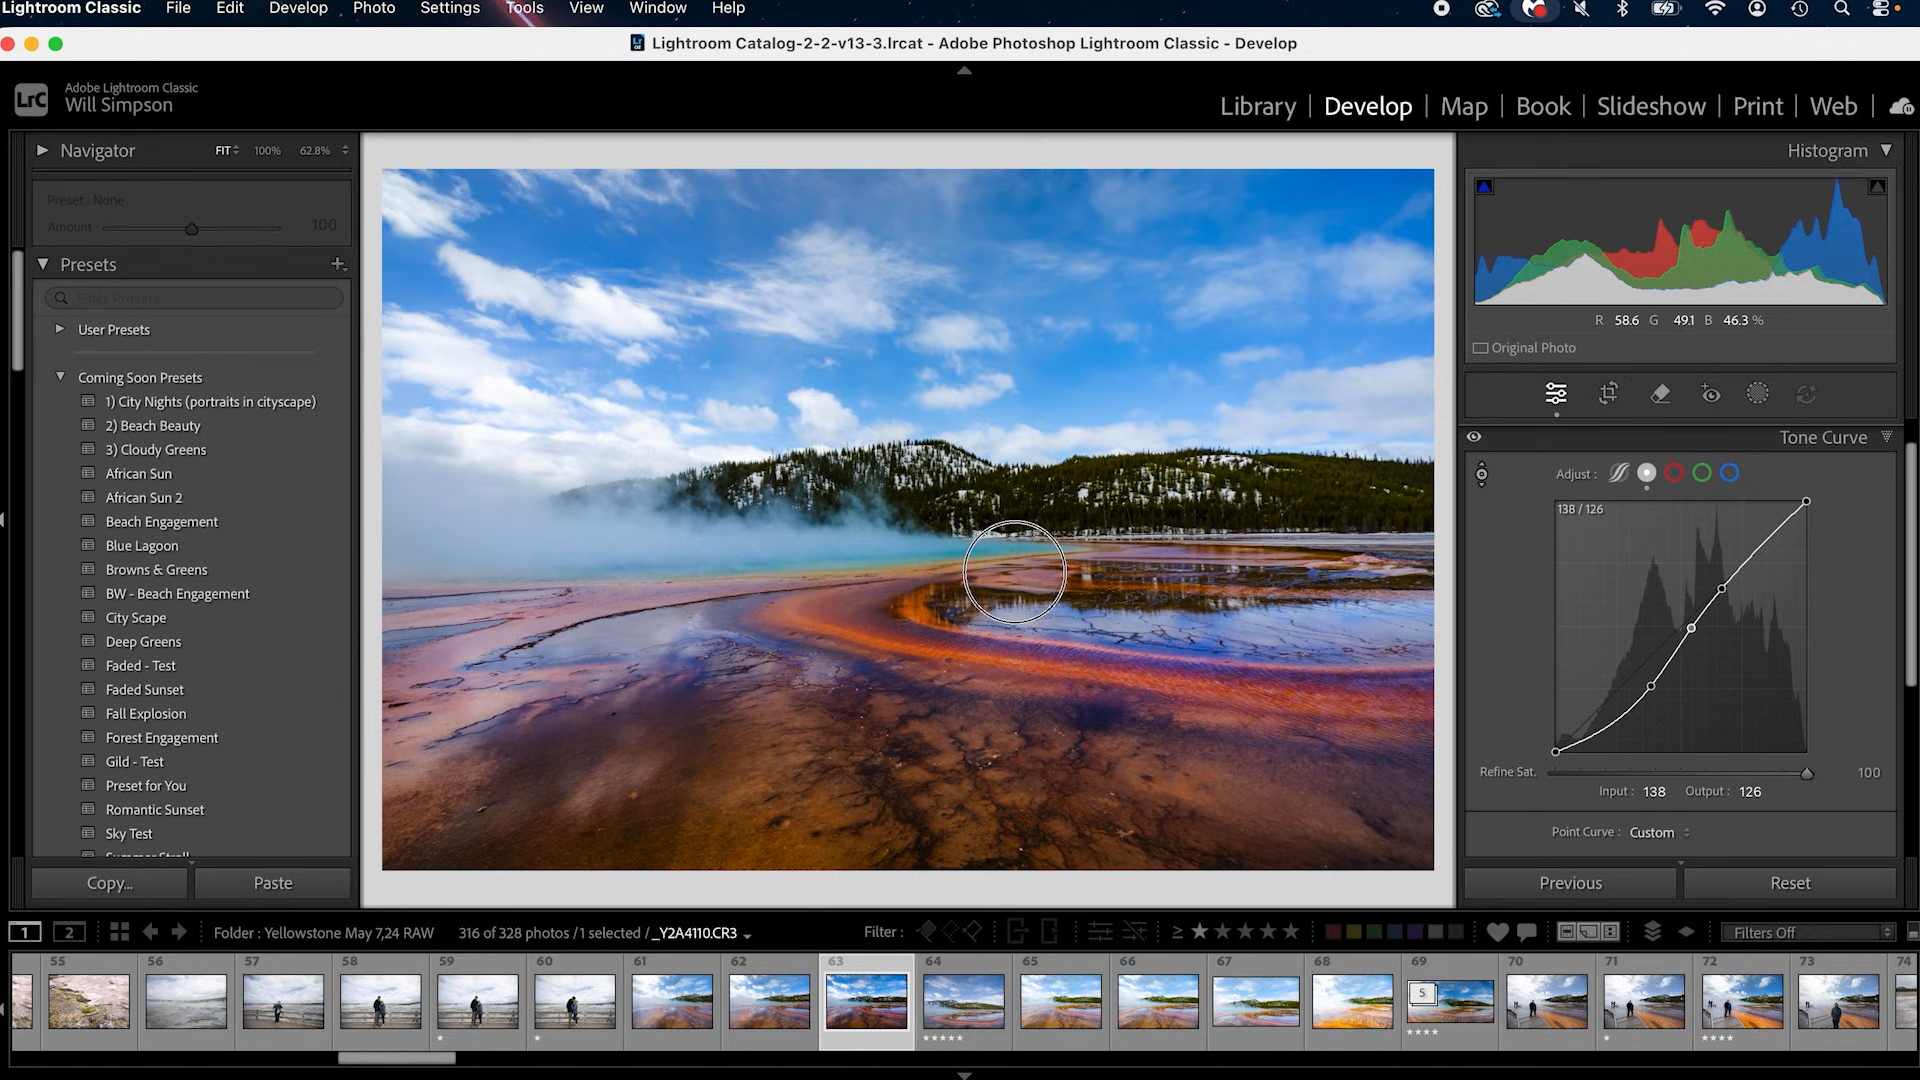 Lightroom Classic File Edit Develop Photo Settings Tools View Window Help
Lightroom Catalog-2-2-v13-3.lrcat - Adobe Photoshop Lightroom Classic - Develop
LrC
Adobe Lightroom Classic
Will Simpson
Library | Develop | Map | Book | Slideshow | Print | Web |
Navigator FIT 100% 62.8%
Preset : None
Amount 100
Presets
Filter Presets
User Presets
Coming Soon Presets
1) City Nights (portraits in cityscape)
2) Beach Beauty
3) Cloudy Greens
African Sun
African Sun 2
Beach Engagement
Blue Lagoon
Browns & Greens
BW - Beach Engagement
City Scape
Deep Greens
Faded - Test
Faded Sunset
Fall Explosion
Forest Engagement
Gild - Test
Preset for You
Romantic Sunset
Sky Test
Copy... Paste
Histogram
R 58.6 G 49.1 B 46.3 %
Original Photo
Tone Curve
Adjust :
138 / 126
Refine Sat. 100
Input : 138 Output : 126
Point Curve : Custom
Previous Reset
1 2 Folder : Yellowstone May 7,24 RAW 316 of 328 photos / 1 selected / _Y2A4110.CR3 Filter : ≥ ★★★★★ Filters Off
55 56 57 58 59 60 61 62 63 64 65 66 67 68 69 70 71 72 73 74
5